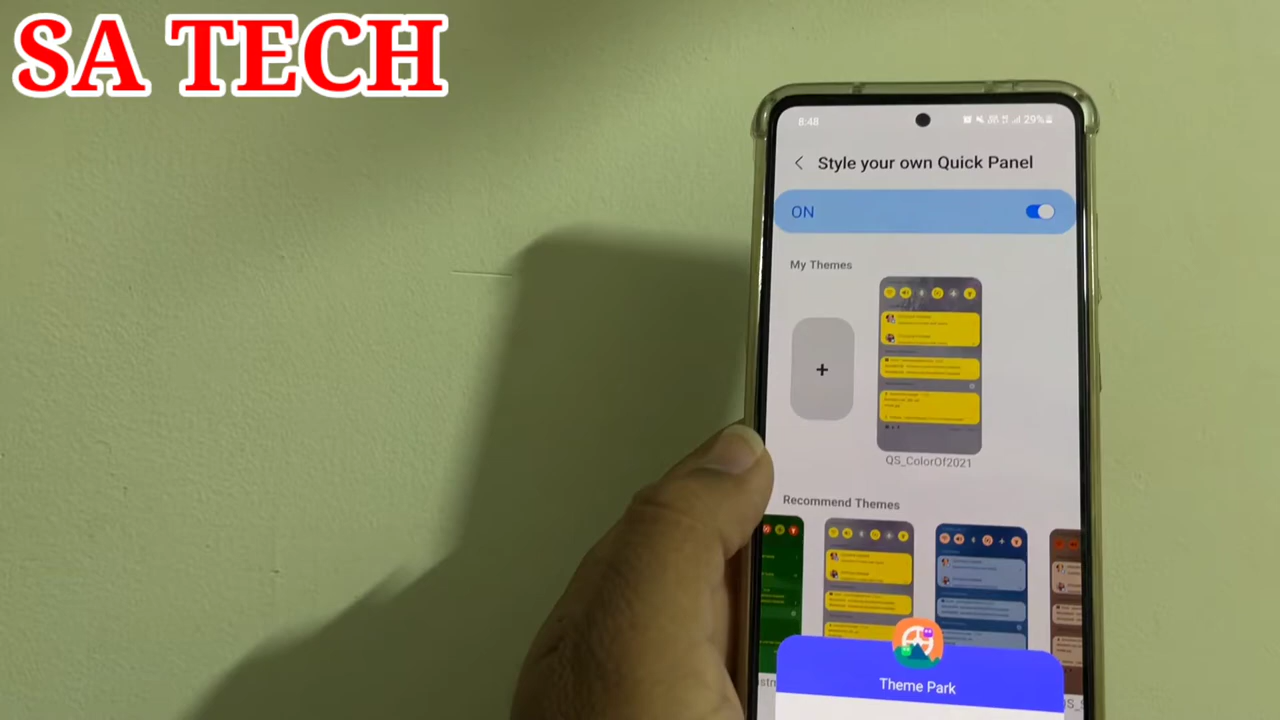 SA TECH
8:48
29%
Style your own Quick Panel
ON
My Themes
+
QS_ColorOf2021
Recommend Themes
Theme Park